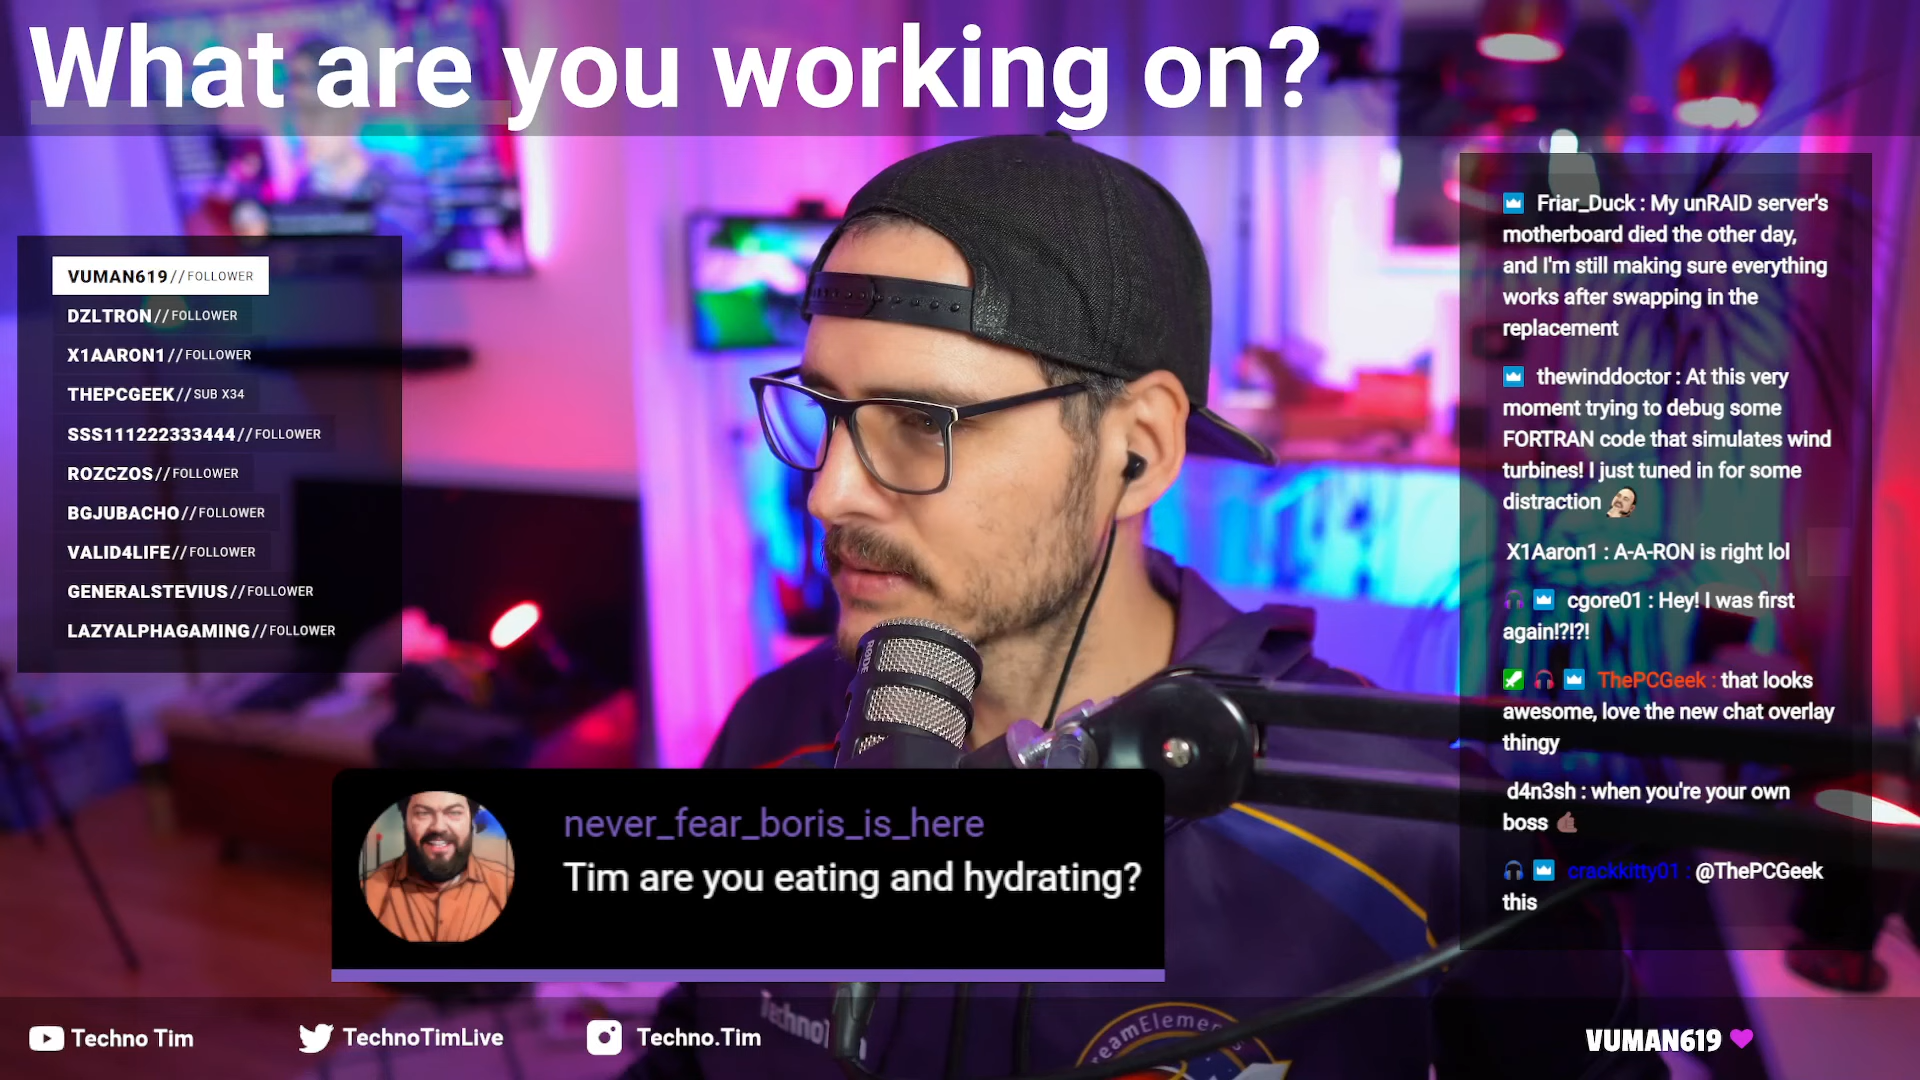 What are you working on?
VUMAN619//FOLLOWER
DZLTRON//FOLLOWER
X1AARON1//FOLLOWER
THEPCGEEK//SUB X34
SSS111222333444//FOLLOWER
ROZCZOS//FOLLOWER
BGJUBACHO//FOLLOWER
VALID4LIFE//FOLLOWER
GENERALSTEVIUS//FOLLOWER
LAZYALPHAGAMING//FOLLOWER
Friar_Duck : My unRAID server's
motherboard died the other day,
and I'm still making sure everything
works after swapping in the
replacement
thewinddoctor : At this very
moment trying to debug some
FORTRAN code that simulates wind
turbines! I just tuned in for some
distraction
X1Aaron1 : A-A-RON is right lol
cgore01 : Hey! I was first
again!?!?!
ThePCGeek : that looks
awesome, love the new chat overlay
thingy
d4n3sh : when you're your own
boss
crackkitty01 : @ThePCGeek
this
RODE
never_fear_boris_is_here
Tim are you eating and hydrating?
Techno Tim
TechnoTimLive
Techno.Tim
VUMAN619